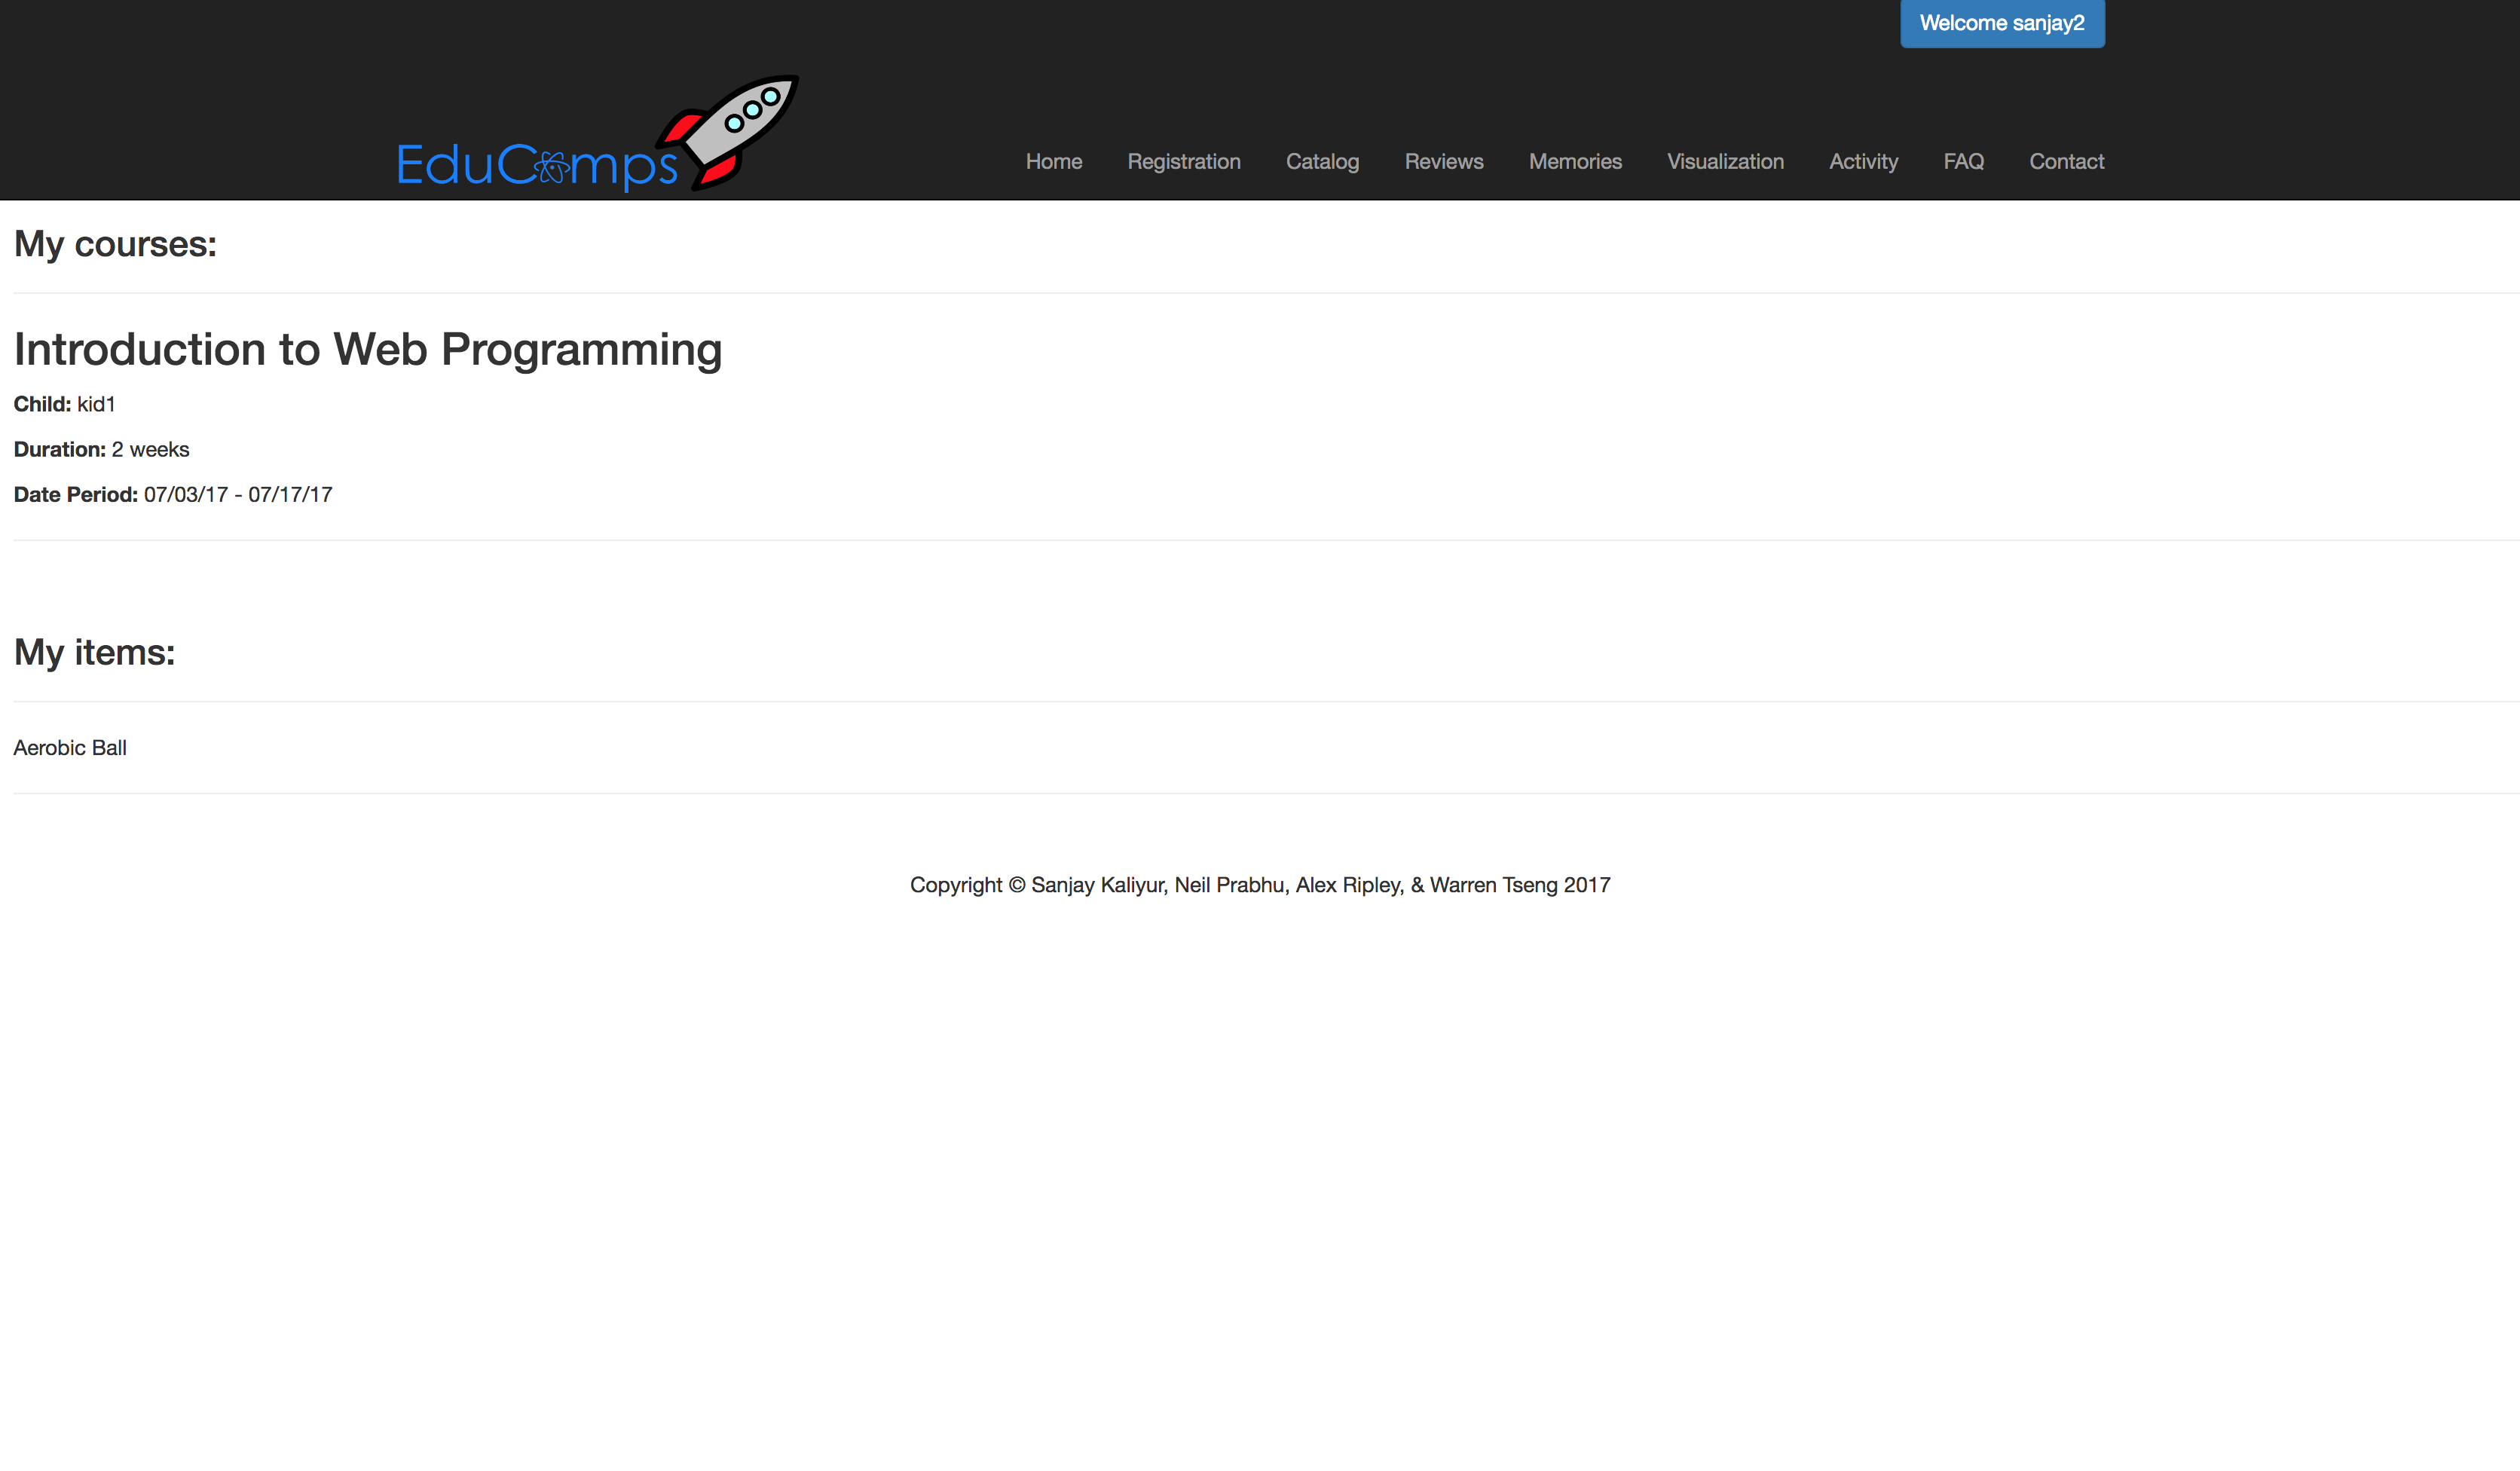 Welcome sanjay2
EduCmps
Home Registration Catalog Reviews Memories Visualization Activity FAQ Contact
My courses:
Introduction to Web Programming
Child: kid1
Duration: 2 weeks
Date Period: 07/03/17 - 07/17/17
My items:
Aerobic Ball
Copyright © Sanjay Kaliyur, Neil Prabhu, Alex Ripley, & Warren Tseng 2017